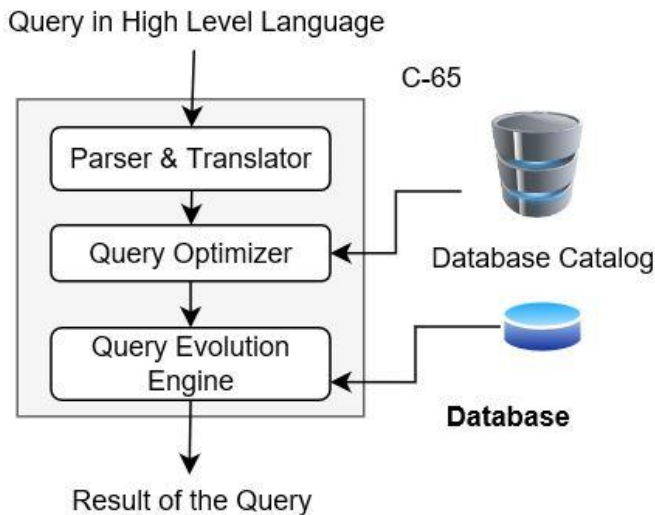 Query in High Level Language
C-65
Parser & Translator
Query Optimizer
Database Catalog
Query Evolution
Engine
Database
Result of the Query